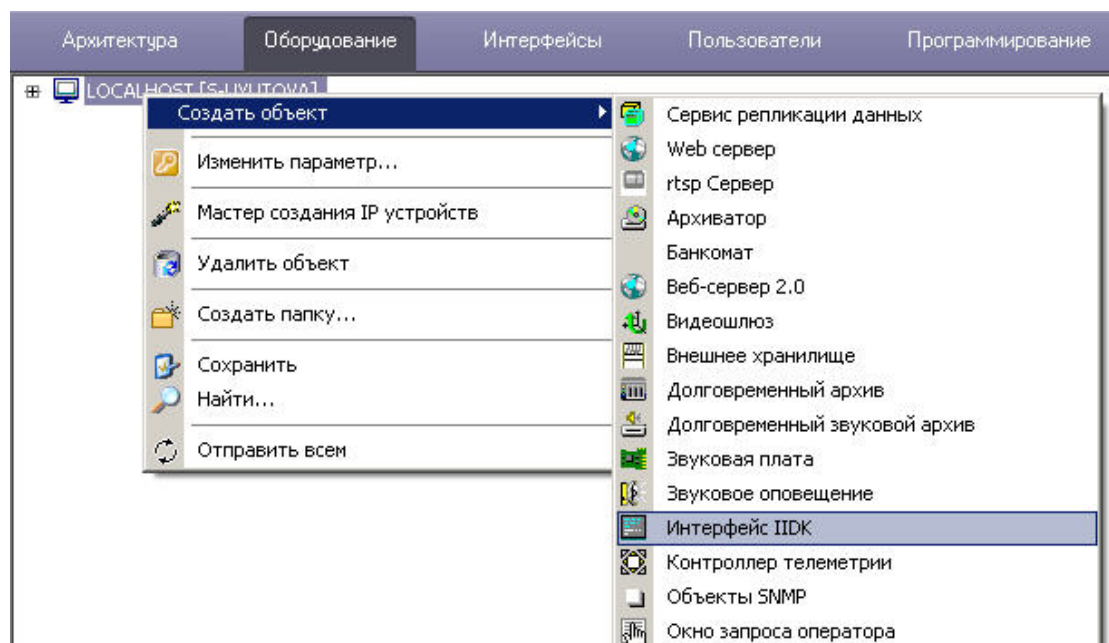 Архитектура Оборудование Интерфейсы Пользователи Программирование
LOCALHOST [S-UYUTOVA]
Создать объект
Изменить параметр...
Мастер создания IP устройств
Удалить объект
Создать папку...
Сохранить
Найти...
Отправить всем
Сервис репликации данных
Web сервер
rtsp Сервер
Архиватор
Банкомат
Веб-сервер 2.0
Видеошлюз
Внешнее хранилище
Долговременный архив
Долговременный звуковой архив
Звуковая плата
Звуковое оповещение
Интерфейс IIDK
Контроллер телеметрии
Объекты SNMP
Окно запроса оператора